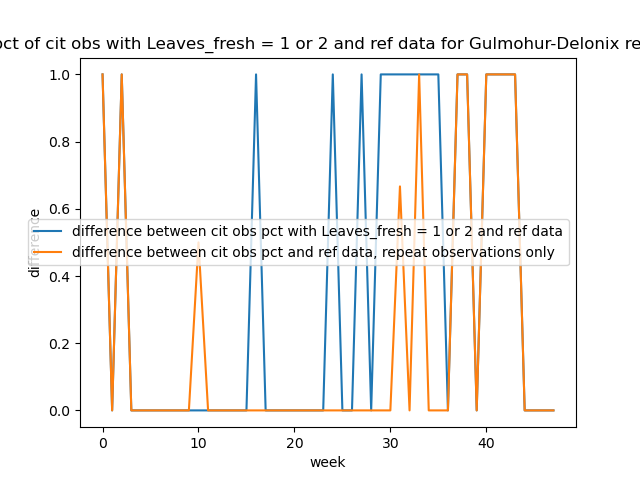 pct of cit obs with Leaves_fresh = 1 or 2 and ref data for Gulmohur-Delonix re
1.0
0.8
0.6
difference between cit obs pct with Leaves_fresh = 1 or 2 and ref data
difference
difference between cit obs pct and ref data, repeat observations only
0.4
0.2
0.0
0 10 20 30 40
week